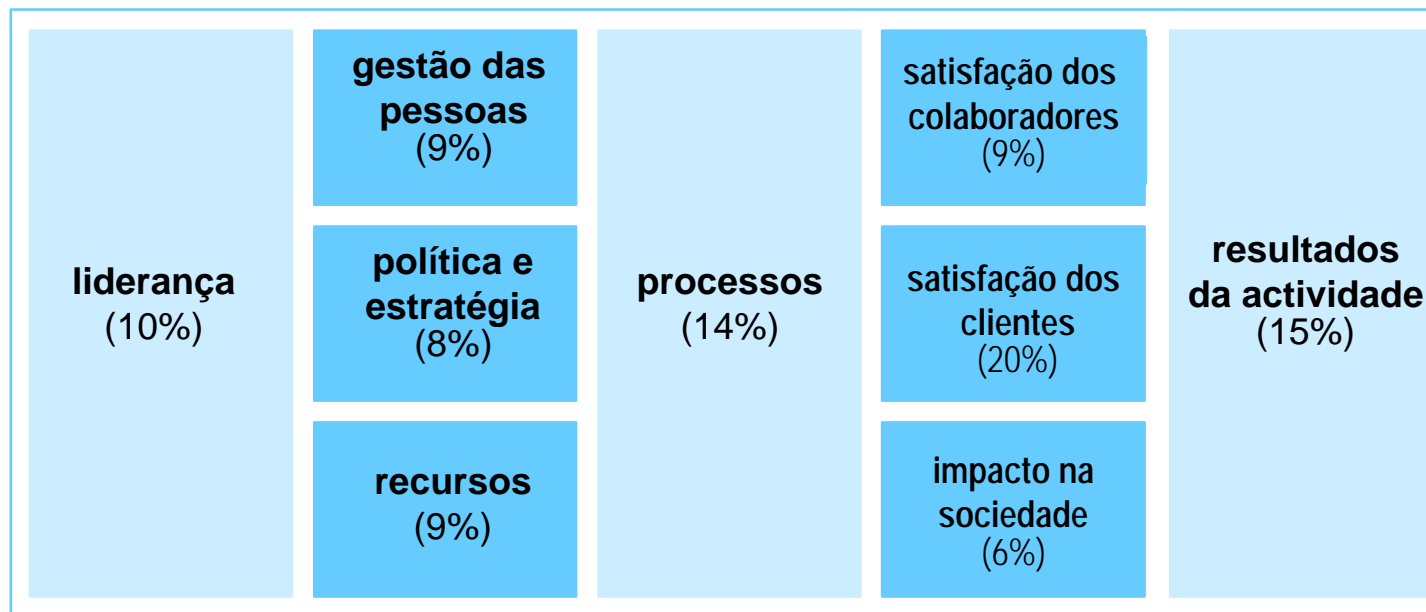 liderança
(10%)
gestão das
pessoas
(9%)
política e
estratégia
(8%)
recursos
(9%)
processos
(14%)
satisfação dos
colaboradores
(9%)
satisfação dos
clientes
(20%)
impacto na
sociedade
(6%)
resultados
da actividade
(15%)